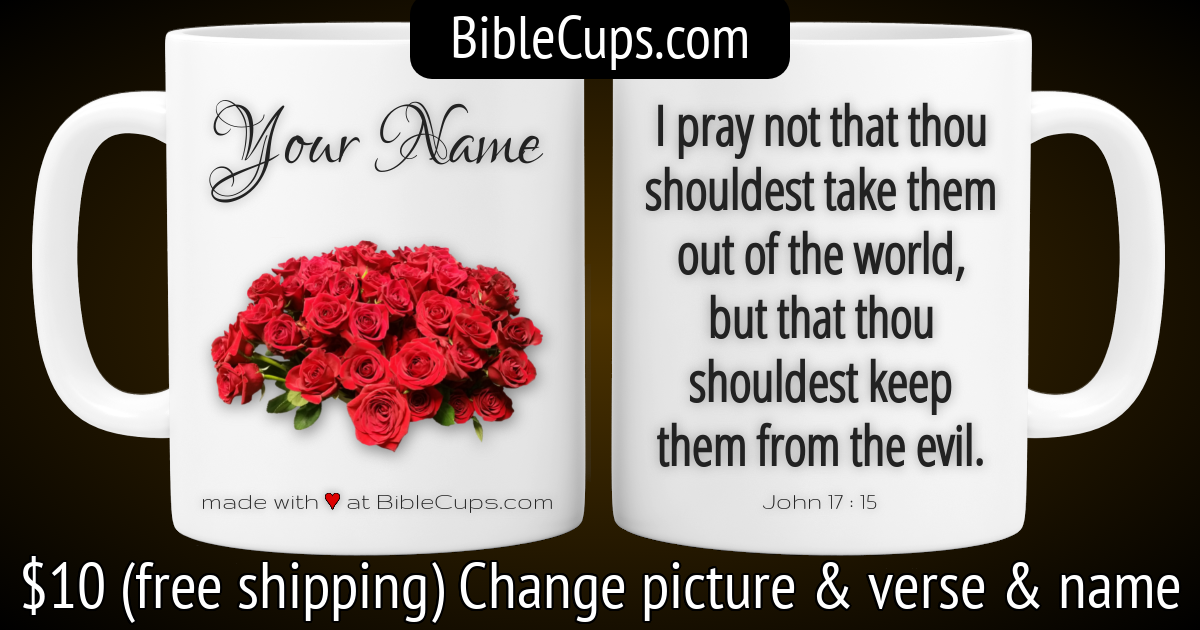 BibleCups.com
Your Name
made with ♥ at BibleCups.com
I pray not that thou
shouldest take them
out of the world,
but that thou
shouldest keep
them from the evil.
John 17 : 15
$10 (free shipping) Change picture & verse & name